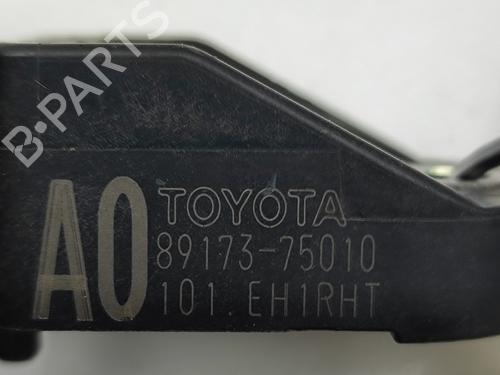 B-PARTS
A0
TOYOTA
89173-75010
101. EH1RHT